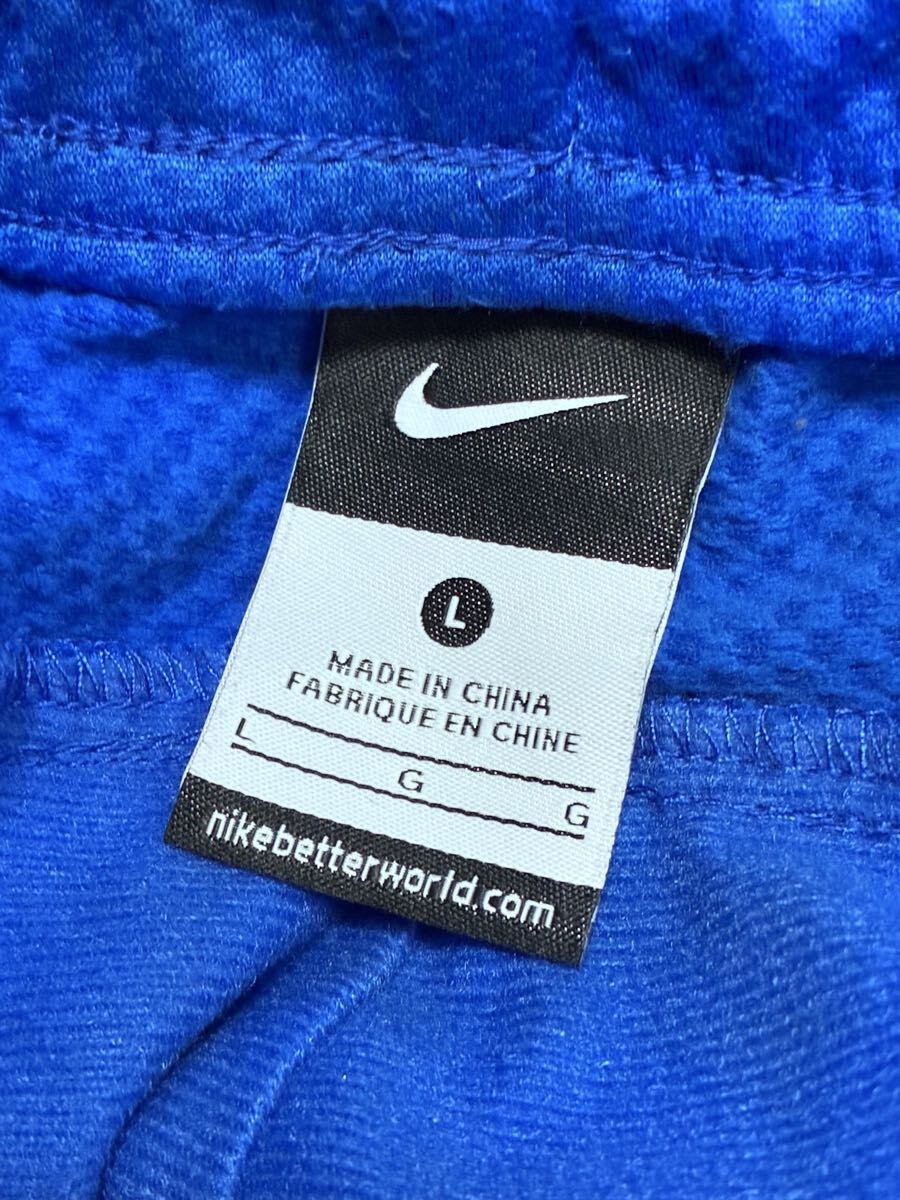 L
MADE IN CHINA
FABRIQUE EN CHINE
L G G
nikebetterworld.com